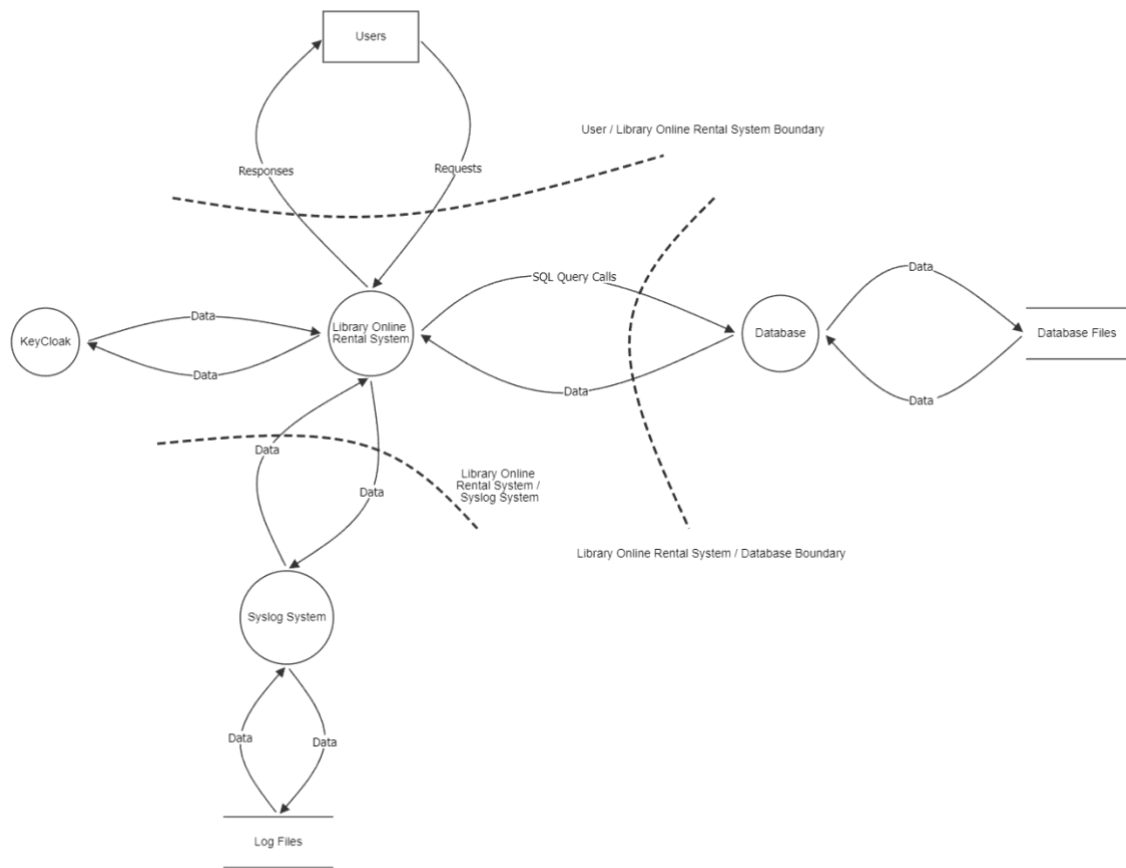 Users
User / Library Online Rental System Boundary
Responses
Requests
SQL Query Calls
Data
Data
KeyCloak
Library Online
Rental System
Database
Database Files
Data
Data
Data
Data
Data
Library Online
Rental System /
Syslog System
Data
Library Online Rental System / Database Boundary
Syslog System
Data
Data
Log Files